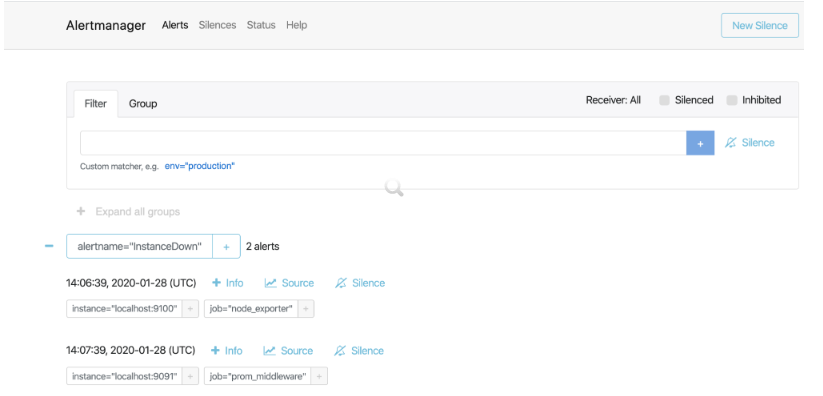 Alertmanager Alerts Silences Status Help New Silence
Filter Group Receiver: All Silenced Inhibited
+ Silence
Custom matcher, e.g. env="production"
+ Expand all groups
− alertname="InstanceDown" + 2 alerts
14:06:39, 2020-01-28 (UTC) + Info Source Silence
instance="localhost:9100" + job="node_exporter" +
14:07:39, 2020-01-28 (UTC) + Info Source Silence
instance="localhost:9091" + job="prom_middleware" +